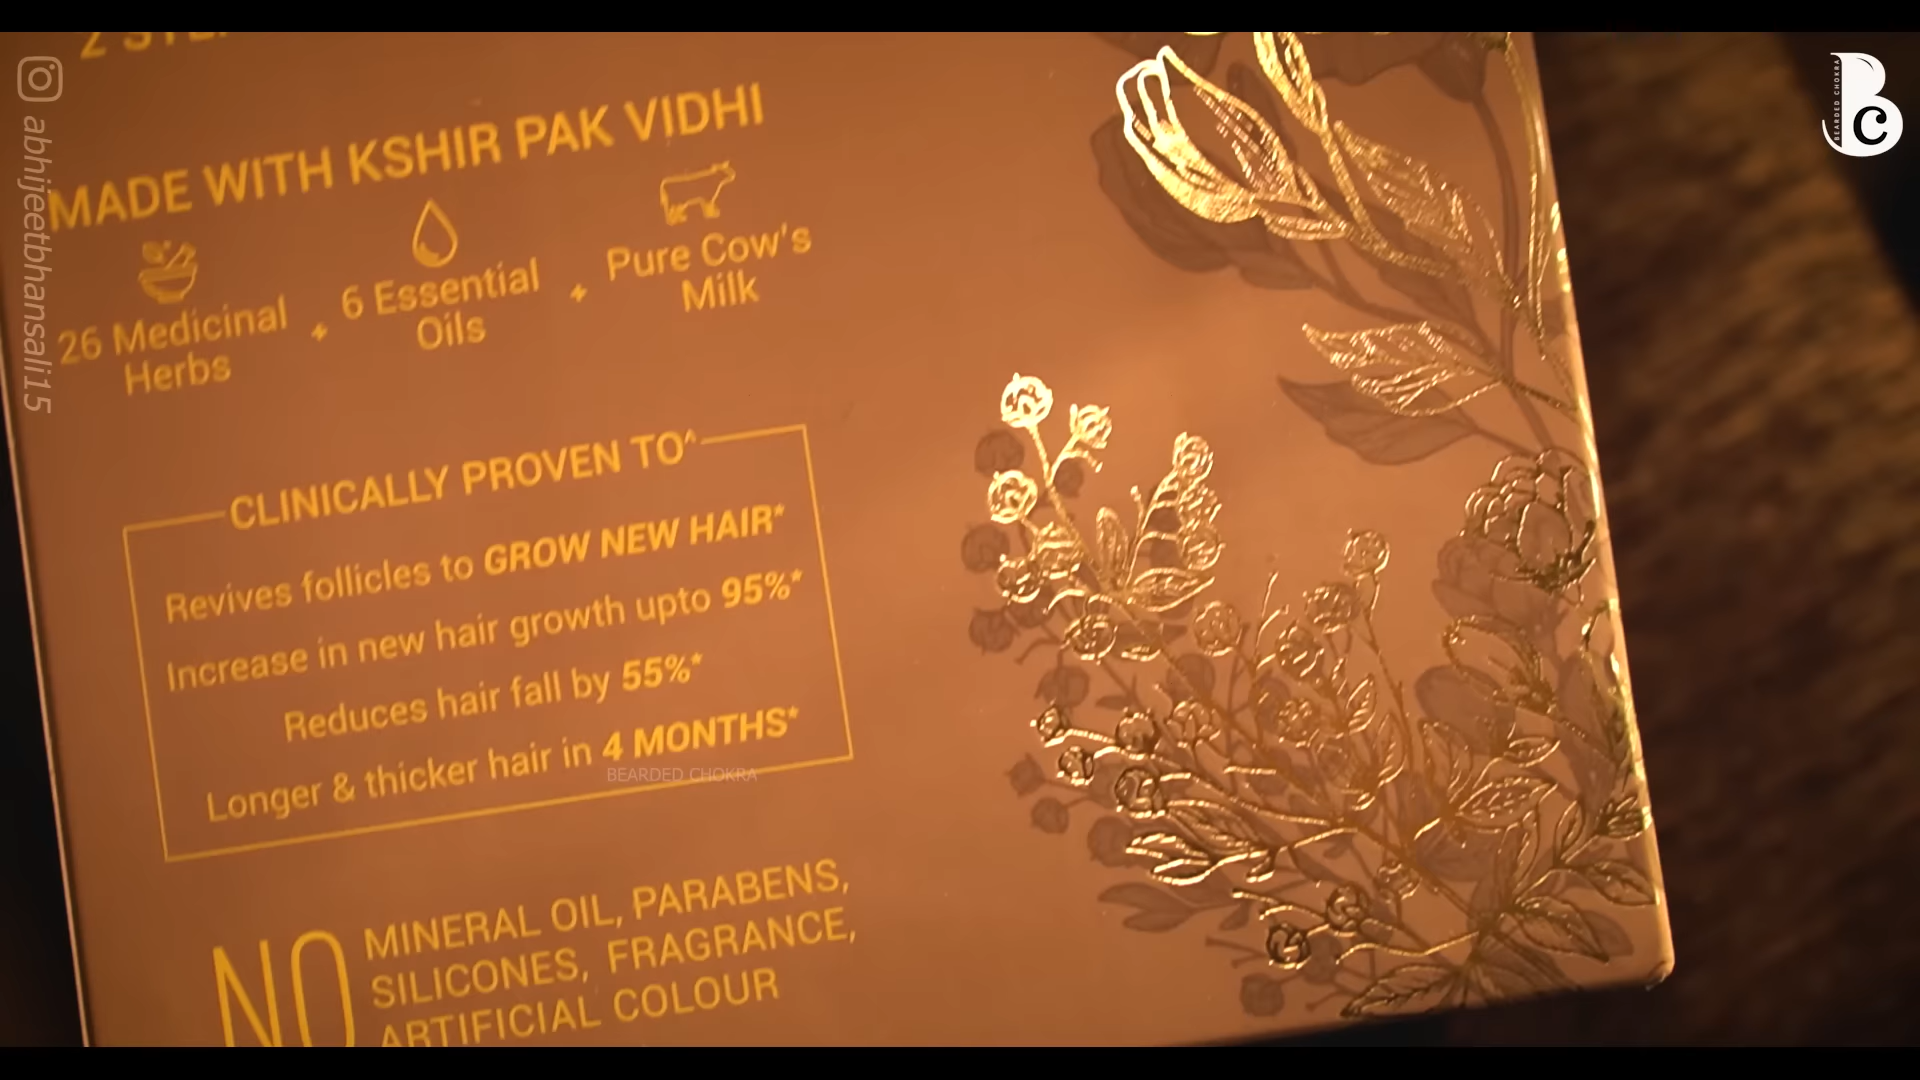 abhijeetbhansali15
BEARDED CHOKRA
MADE WITH KSHIR PAK VIDHI
26 Medicinal
Herbs
+
6 Essential
Oils
+
Pure Cow's
Milk
CLINICALLY PROVEN TO^
Revives follicles to GROW NEW HAIR*
Increase in new hair growth upto 95%*
Reduces hair fall by 55%*
Longer & thicker hair in 4 MONTHS*
BEARDED CHOKRA
NO
MINERAL OIL, PARABENS,
SILICONES, FRAGRANCE,
ARTIFICIAL COLOUR